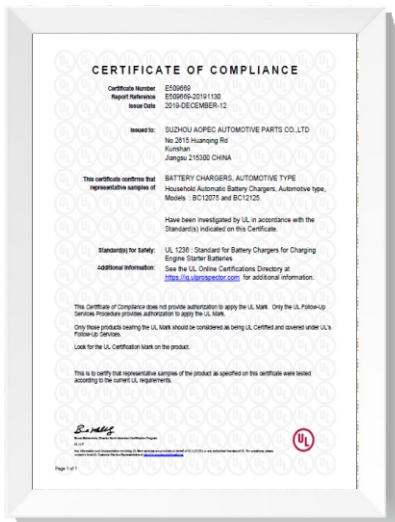 CERTIFICATE OF COMPLIANCE
Certificate Number E509669
Report Reference E509669-20191130
Issue Date 2019-DECEMBER-12
Issued to: SUZHOU AOPEC AUTOMOTIVE PARTS CO.,LTD
No 2615 Huanqing Rd
Kunshan
Jiangsu 215300 CHINA
This certificate confirms that BATTERY CHARGERS, AUTOMOTIVE TYPE
representative samples of Household Automatic Battery Chargers, Automotive type,
Models : BC12075 and BC12125.
Have been investigated by UL in accordance with the
Standard(s) indicated on this Certificate.
Standard(s) for Safety: UL 1236 : Standard for Battery Chargers for Charging
Engine Starter Batteries
Additional Information: See the UL Online Certifications Directory at
https://iq.ulprospector.com for additional information.
This Certificate of Compliance does not provide authorization to apply the UL Mark. Only the UL Follow-Up
Services Procedure provides authorization to apply the UL Mark.
Only those products bearing the UL Mark should be considered as being UL Certified and covered under UL's
Follow-Up Services.
Look for the UL Certification Mark on the product.
This is to certify that representative samples of the product as specified on this certificate were tested
according to the current UL requirements.
UL
Page 1 of 1